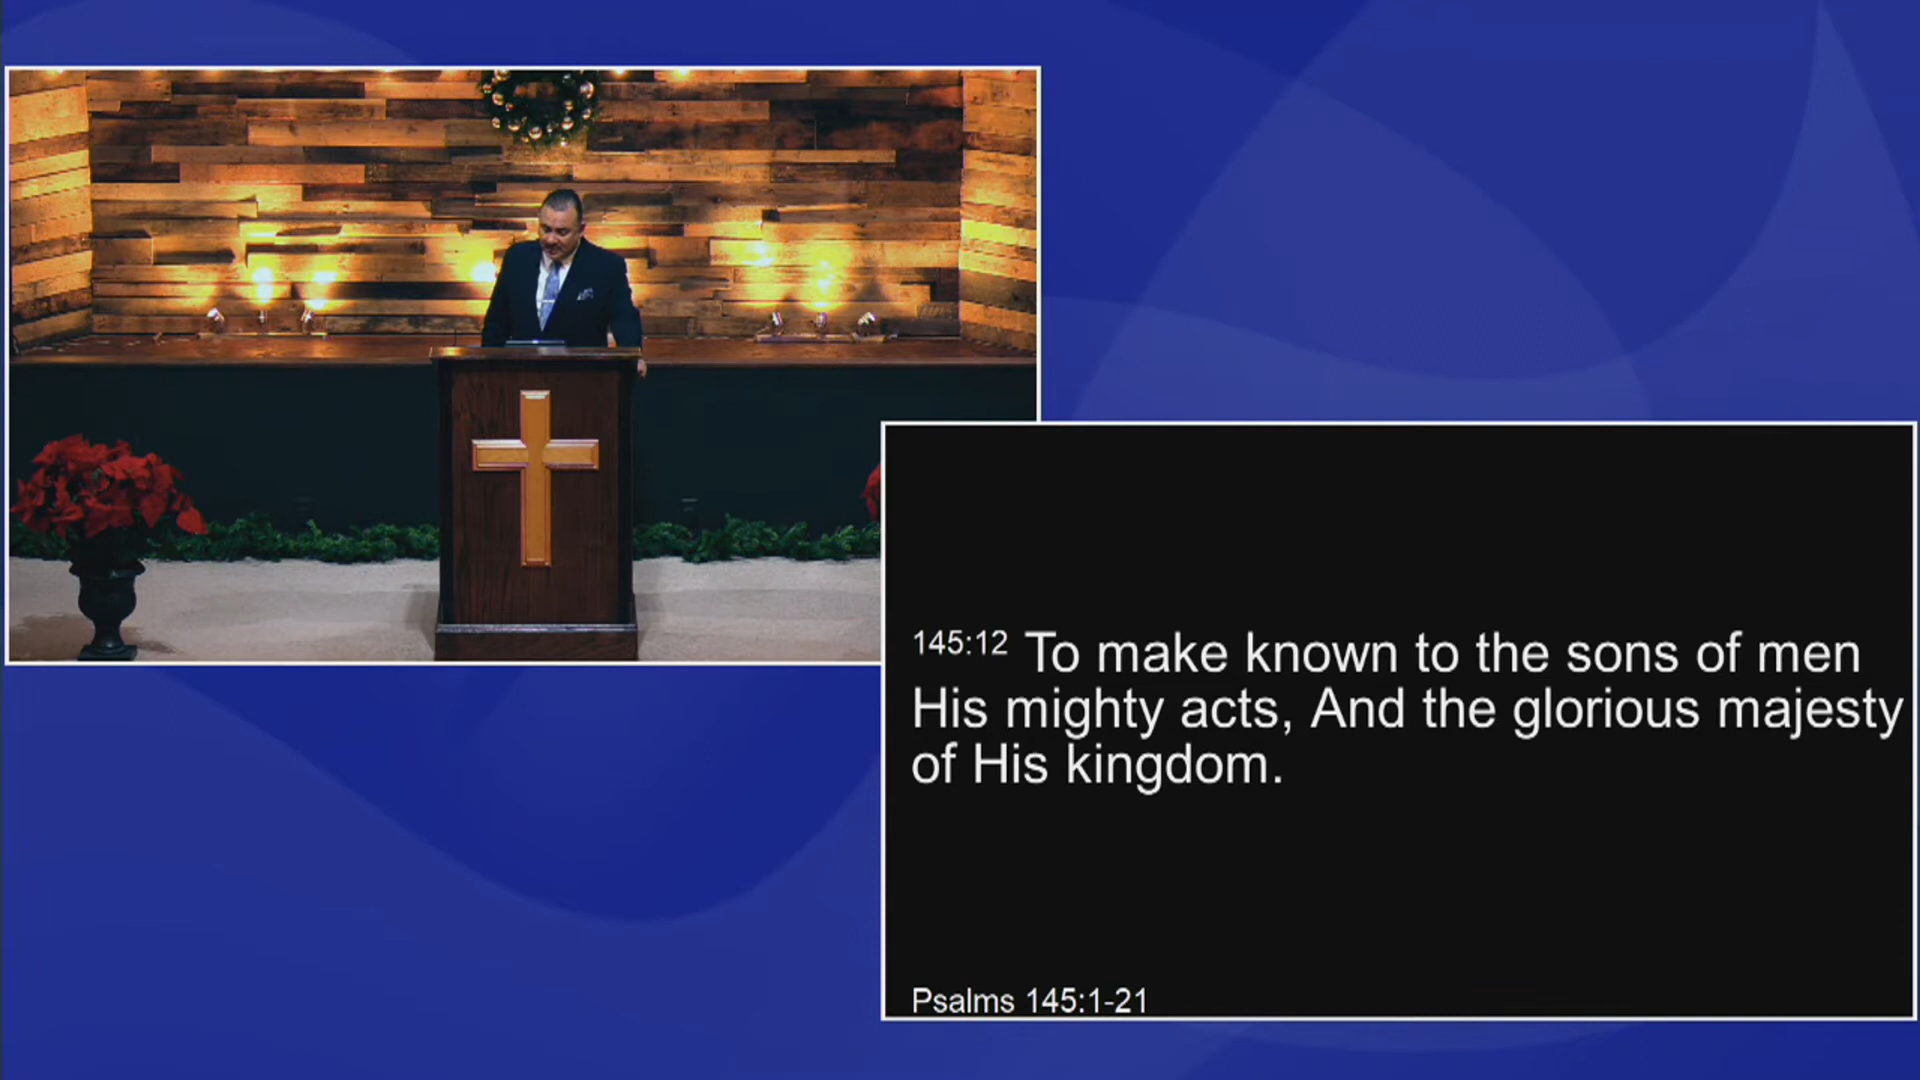 145:12 To make known to the sons of men
His mighty acts, And the glorious majesty
of His kingdom.
Psalms 145:1-21